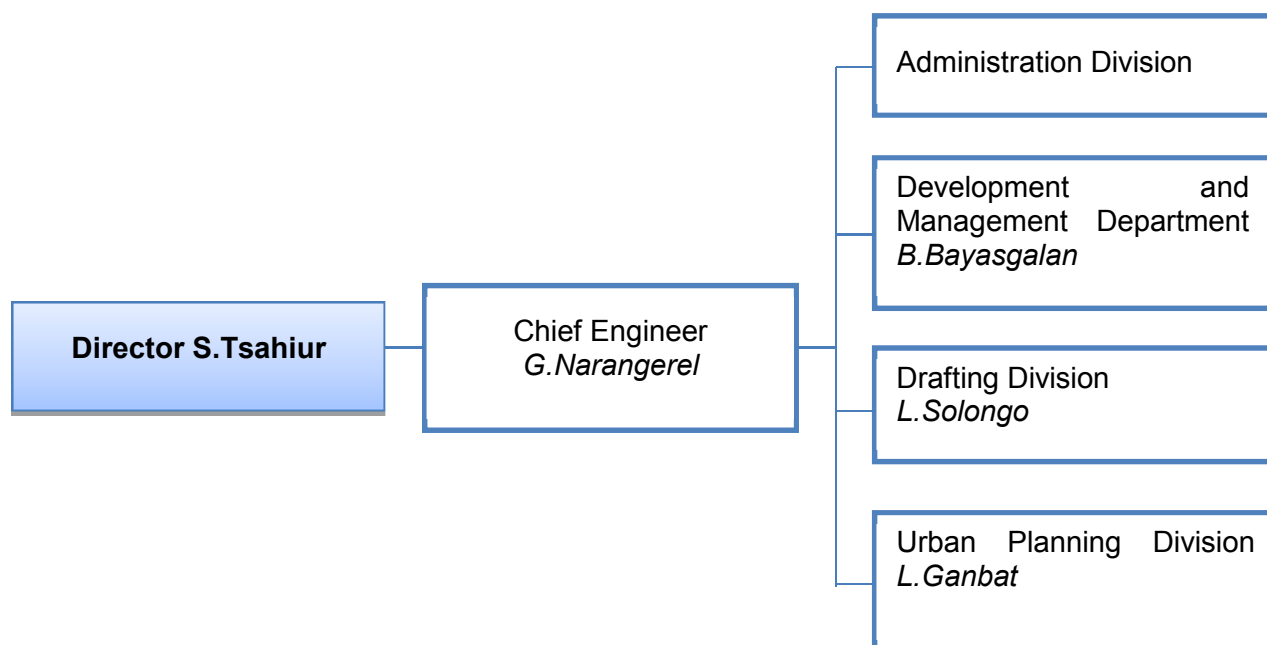 Director S.Tsahiur
Chief Engineer
G.Narangerel
Administration Division
Development and
Management Department
B.Bayasgalan
Drafting Division
L.Solongo
Urban Planning Division
L.Ganbat